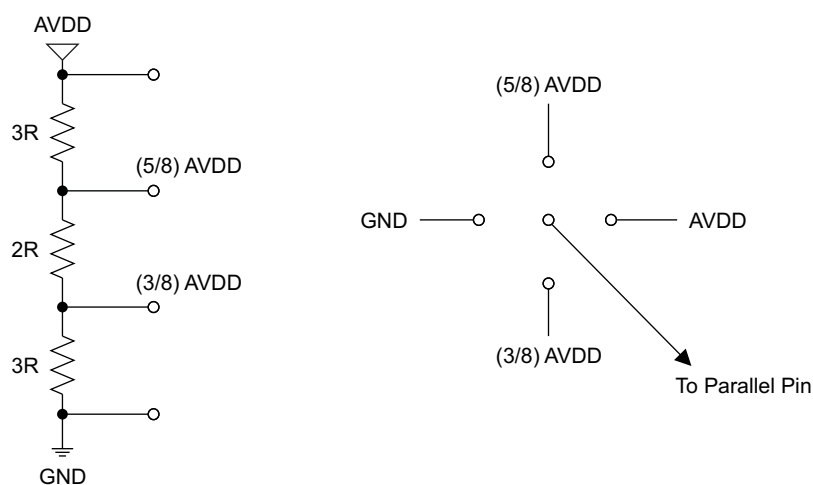 AVDD
3R
(5/8) AVDD
2R
(3/8) AVDD
3R
GND
(5/8) AVDD
GND
AVDD
(3/8) AVDD
To Parallel Pin